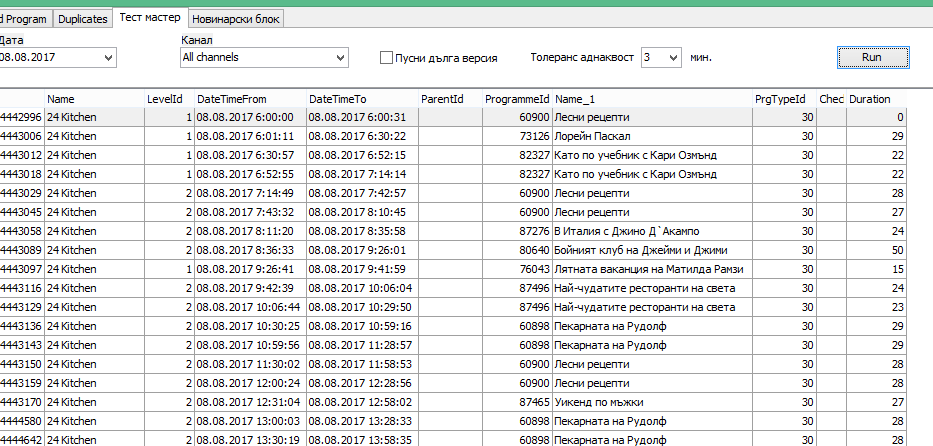 d Program Duplicates Тест мастер Новинарски блок
Дата Канал
08.08.2017 All channels Пусни дълга версия Толеранс еднаквост 3 мин. Run
Name LevelId DateTimeFrom DateTimeTo ParentId ProgrammeId Name_1 PrgTypeId Chec Duration
4442996 24 Kitchen 1 08.08.2017 6:00:00 08.08.2017 6:00:31 60900 Лесни рецепти 30 0
4443006 24 Kitchen 1 08.08.2017 6:01:11 08.08.2017 6:30:22 73126 Лорейн Паскал 30 29
4443012 24 Kitchen 1 08.08.2017 6:30:57 08.08.2017 6:52:15 82327 Като по учебник с Кари Озмънд 30 22
4443018 24 Kitchen 1 08.08.2017 6:52:55 08.08.2017 7:14:14 82327 Като по учебник с Кари Озмънд 30 22
4443029 24 Kitchen 2 08.08.2017 7:14:49 08.08.2017 7:42:57 60900 Лесни рецепти 30 28
4443045 24 Kitchen 2 08.08.2017 7:43:32 08.08.2017 8:10:45 60900 Лесни рецепти 30 27
4443058 24 Kitchen 2 08.08.2017 8:11:20 08.08.2017 8:35:58 87276 В Италия с Джино Д`Акампо 30 24
4443089 24 Kitchen 2 08.08.2017 8:36:33 08.08.2017 9:26:01 80640 Бойният клуб на Джейми и Джими 30 50
4443097 24 Kitchen 1 08.08.2017 9:26:41 08.08.2017 9:41:59 76043 Лятната ваканция на Матилда Рамзи 30 15
4443116 24 Kitchen 2 08.08.2017 9:42:39 08.08.2017 10:06:04 87496 Най-чудатите ресторанти на света 30 24
4443129 24 Kitchen 2 08.08.2017 10:06:44 08.08.2017 10:29:50 87496 Най-чудатите ресторанти на света 30 23
4443136 24 Kitchen 2 08.08.2017 10:30:25 08.08.2017 10:59:16 60898 Пекарната на Рудолф 30 29
4443143 24 Kitchen 2 08.08.2017 10:59:56 08.08.2017 11:28:57 60898 Пекарната на Рудолф 30 29
4443150 24 Kitchen 2 08.08.2017 11:30:02 08.08.2017 11:58:53 60900 Лесни рецепти 30 28
4443159 24 Kitchen 2 08.08.2017 12:00:24 08.08.2017 12:28:56 60900 Лесни рецепти 30 28
4443170 24 Kitchen 2 08.08.2017 12:31:04 08.08.2017 12:58:02 87465 Уикенд по мъжки 30 27
4444580 24 Kitchen 2 08.08.2017 13:00:03 08.08.2017 13:28:33 60898 Пекарната на Рудолф 30 28
4444642 24 Kitchen 2 08.08.2017 13:30:19 08.08.2017 13:58:35 60898 Пекарната на Рудолф 30 28